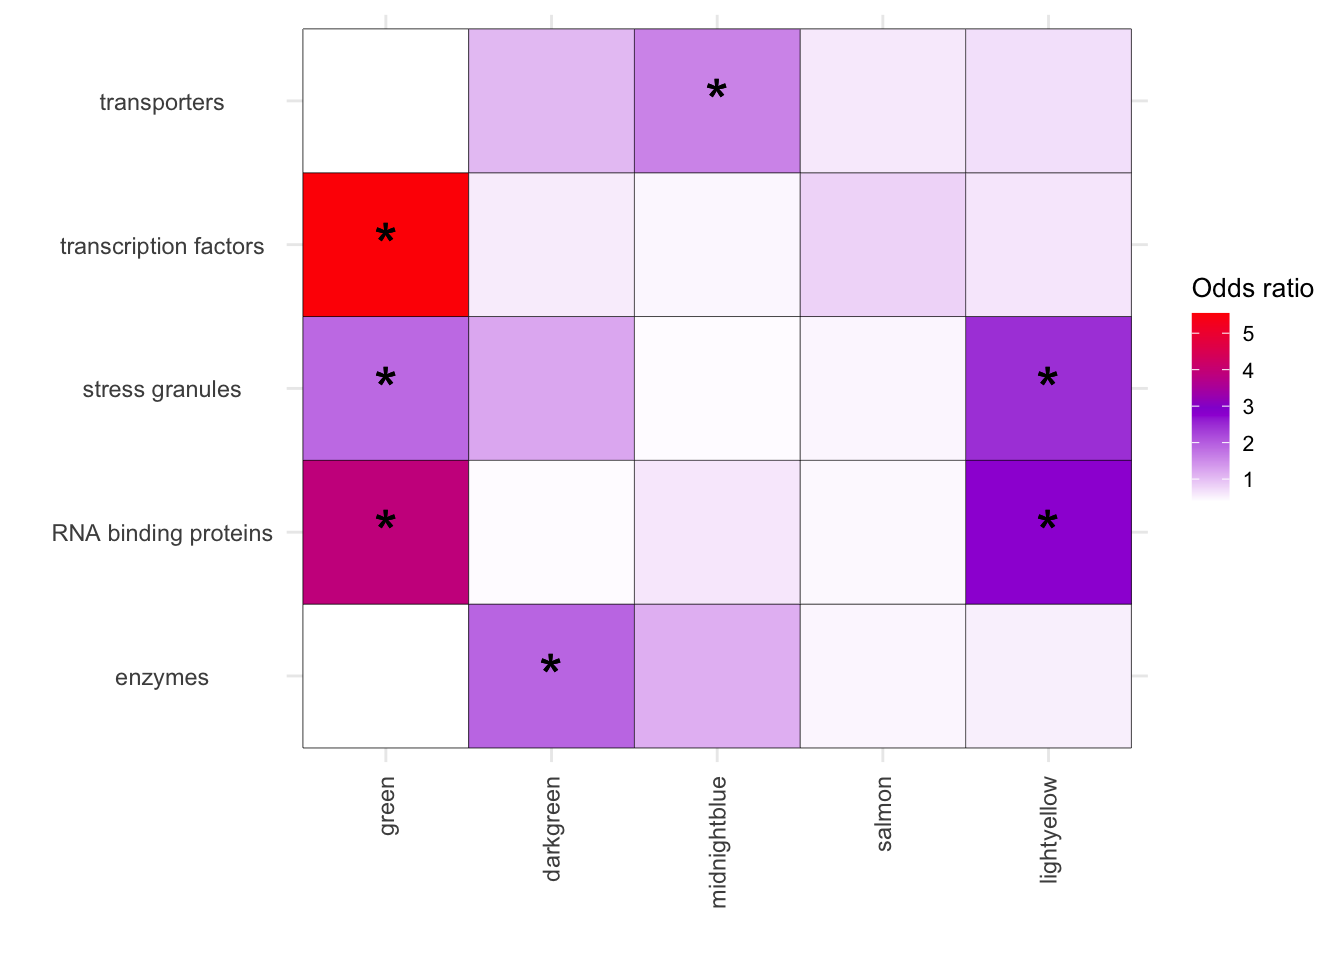 transporters
*
transcription factors
*
stress granules
* *
RNA binding proteins
* *
enzymes
*
green
darkgreen
midnightblue
salmon
lightyellow
Odds ratio
5
4
3
2
1